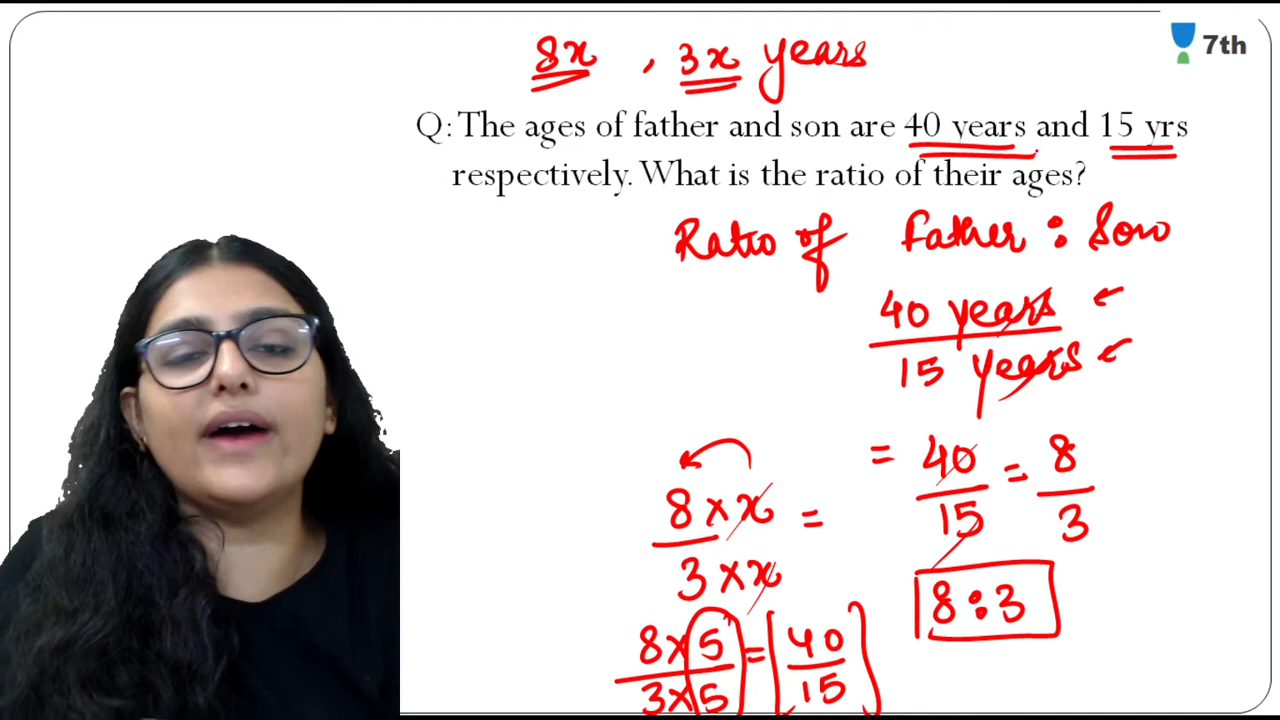 8x , 3x years
7th
Q: The ages of father and son are 40 years and 15 yrs
respectively. What is the ratio of their ages?
Ratio of Father : Son
40 years
15 years
= 40/15 = 8/3
8 × x =
3 × x
8 : 3
8×5 = [40
3×5 15]